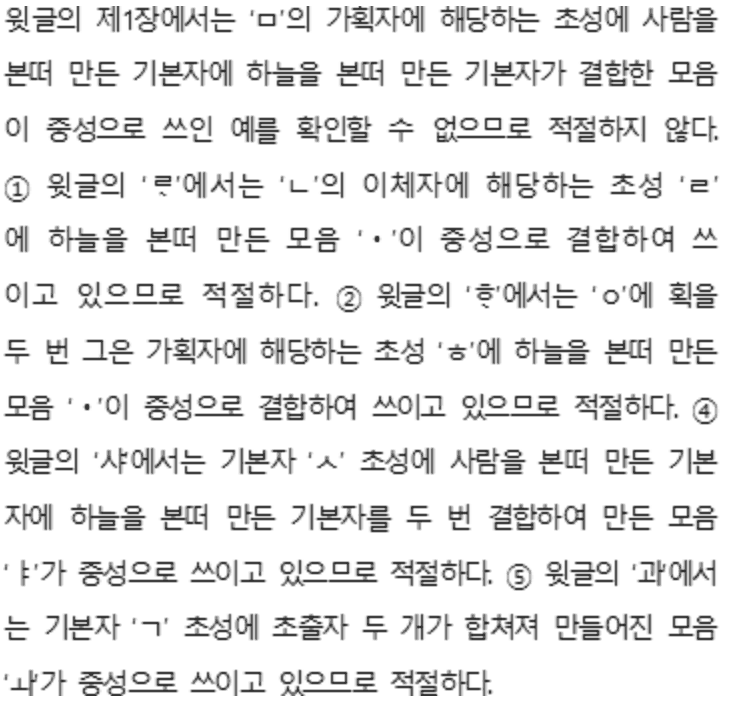 윗글의 제1장에서는 'ㅁ'의 가획자에 해당하는 초성에 사람을
본떠 만든 기본자에 하늘을 본떠 만든 기본자가 결합한 모음
이 중성으로 쓰인 예를 확인할 수 없으므로 적절하지 않다.
① 윗글의 'ᄅᆞ'에서는 'ㄴ'의 이체자에 해당하는 초성 'ㄹ'
에 하늘을 본떠 만든 모음 'ㆍ'이 중성으로 결합하여 쓰
이고 있으므로 적절하다. ② 윗글의 'ᄒᆞ'에서는 'ㅇ'에 획을
두 번 그은 가획자에 해당하는 초성 'ㅎ'에 하늘을 본떠 만든
모음 'ㆍ'이 중성으로 결합하여 쓰이고 있으므로 적절하다. ④
윗글의 '샤'에서는 기본자 'ㅅ' 초성에 사람을 본떠 만든 기본
자에 하늘을 본떠 만든 기본자를 두 번 결합하여 만든 모음
'ㅑ'가 중성으로 쓰이고 있으므로 적절하다. ⑤ 윗글의 '과'에서
는 기본자 'ㄱ' 초성에 초출자 두 개가 합쳐져 만들어진 모음
'ㅘ'가 중성으로 쓰이고 있으므로 적절하다.